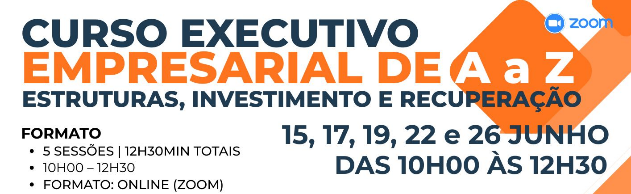 zoom
CURSO EXECUTIVO
EMPRESARIAL DE A a Z
ESTRUTURAS, INVESTIMENTO E RECUPERAÇÃO
FORMATO
• 5 SESSÕES | 12H30MIN TOTAIS
• 10H00 – 12H30
• FORMATO: ONLINE (ZOOM)
15, 17, 19, 22 e 26 JUNHO
DAS 10H00 ÀS 12H30